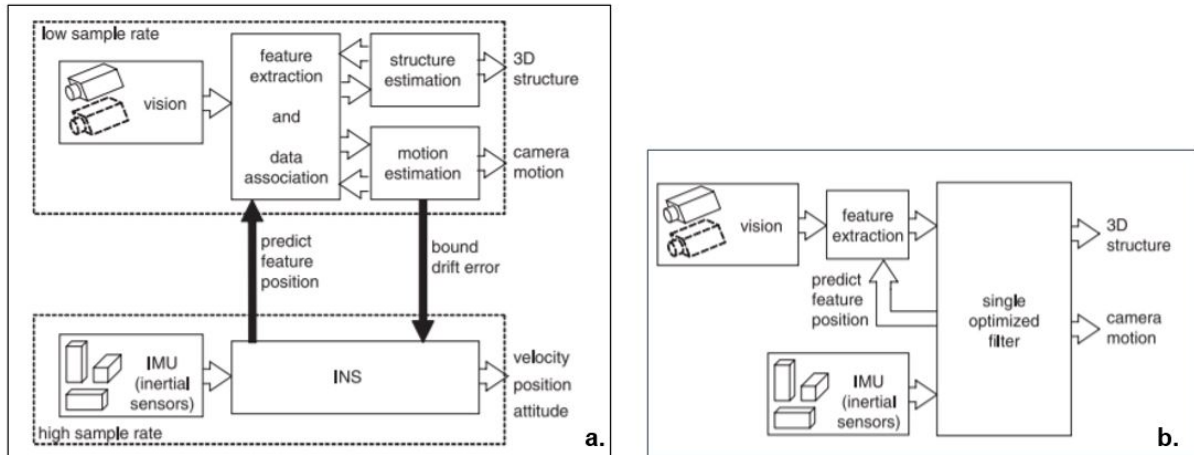 low sample rate
vision
feature
extraction
and
data
association
structure
estimation
3D
structure
motion
estimation
camera
motion
predict
feature
position
bound
drift error
IMU
(inertial
sensors)
INS
velocity
position
attitude
high sample rate
a.
vision
feature
extraction
predict
feature
position
IMU
(inertial
sensors)
single
optimized
filter
3D
structure
camera
motion
b.